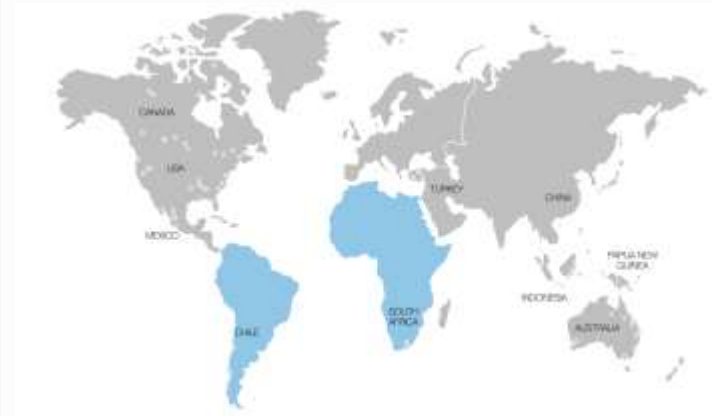 CANADA
USA
MEXICO
TURKEY
CHINA
PAPUA NEW
GUINEA
INDONESIA
SOUTH
AFRICA
CHILE
AUSTRALIA